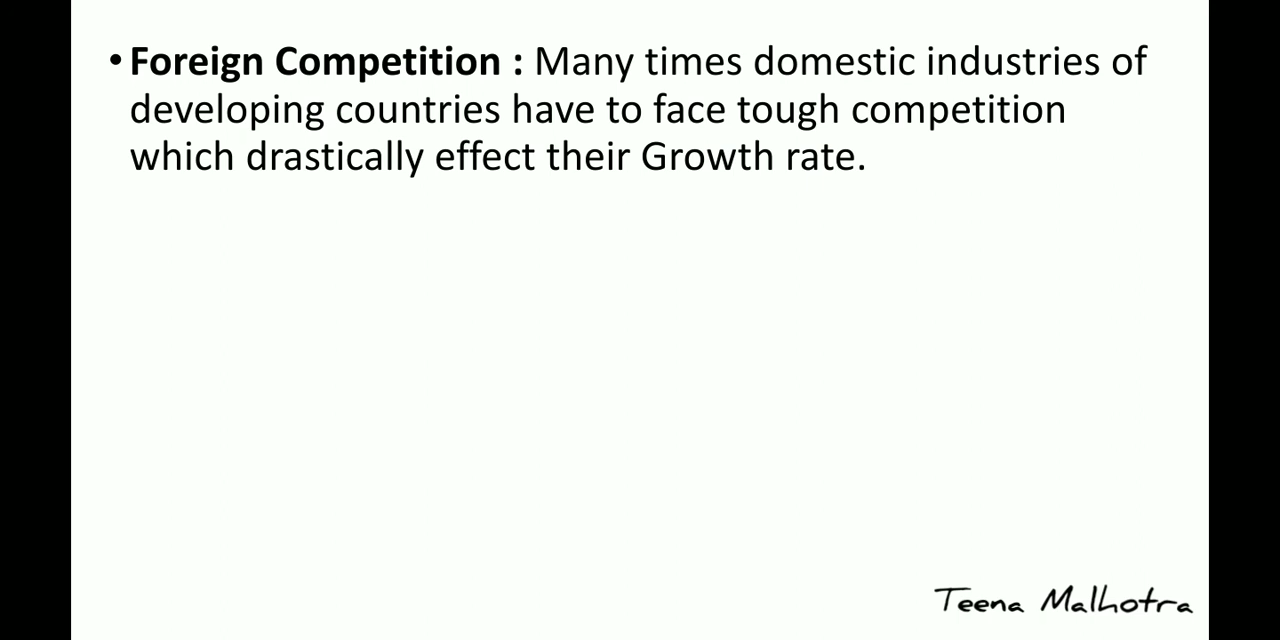 • Foreign Competition : Many times domestic industries of
developing countries have to face tough competition
which drastically effect their Growth rate.
Teena Malhotra